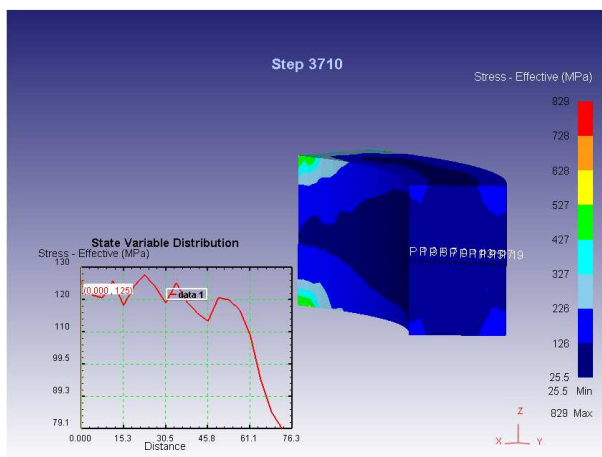 Step 3710
Stress - Effective (MPa)
829
728
628
527
427
327
226
126
25.5
25.5 Min
829 Max
State Variable Distribution
Stress - Effective (MPa)
130
120
110
99.5
89.3
79.1
(0.000 , 125)
data 1
0.000
15.3
30.5
45.8
61.1
76.3
Distance
Z
X
Y